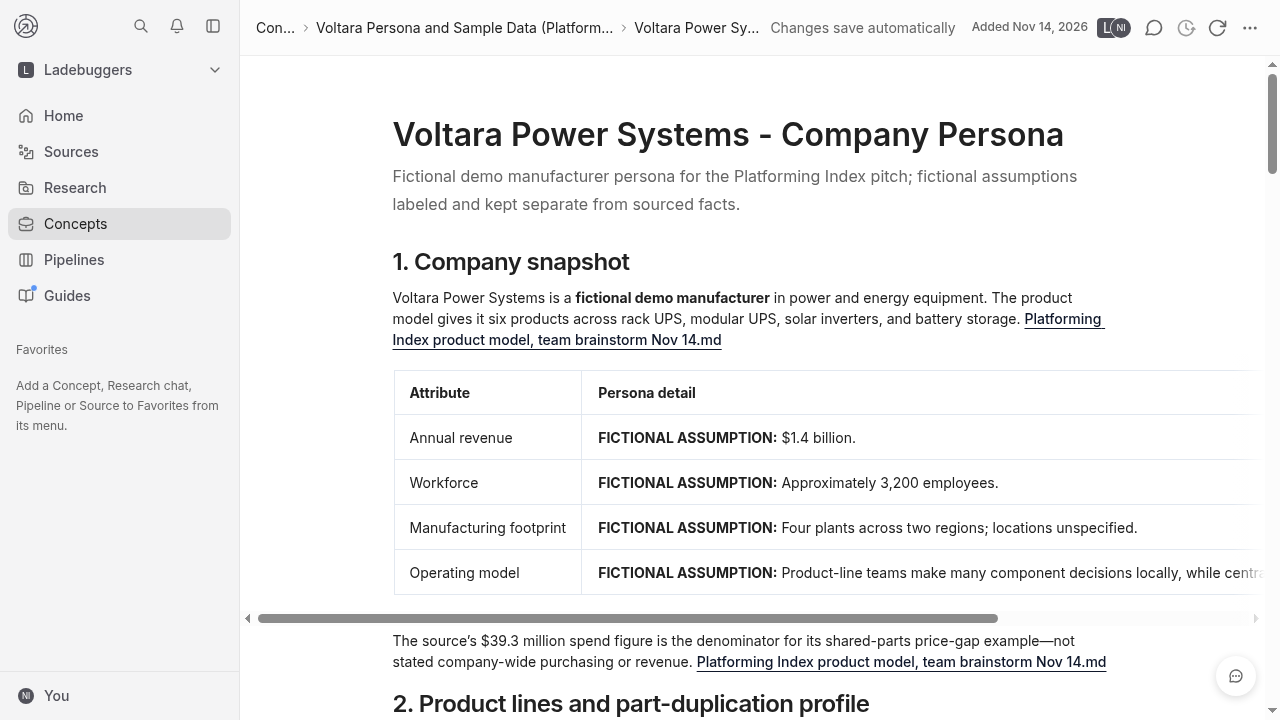 Con...
Voltara Persona and Sample Data (Platform...
Voltara Power Sy...
Changes save automatically
Added Nov 14, 2026
L
NI
L
Ladebuggers
Home
Sources
Research
Concepts
Pipelines
Guides
Favorites
Add a Concept, Research chat,
Pipeline or Source to Favorites from
its menu.
NI
You
Voltara Power Systems - Company Persona
Fictional demo manufacturer persona for the Platforming Index pitch; fictional assumptions
labeled and kept separate from sourced facts.
1. Company snapshot
Voltara Power Systems is a fictional demo manufacturer in power and energy equipment. The product
model gives it six products across rack UPS, modular UPS, solar inverters, and battery storage. Platforming
Index product model, team brainstorm Nov 14.md
Attribute
Persona detail
Annual revenue
FICTIONAL ASSUMPTION: $1.4 billion.
Workforce
FICTIONAL ASSUMPTION: Approximately 3,200 employees.
Manufacturing footprint
FICTIONAL ASSUMPTION: Four plants across two regions; locations unspecified.
Operating model
FICTIONAL ASSUMPTION: Product-line teams make many component decisions locally, while centra
The source’s $39.3 million spend figure is the denominator for its shared-parts price-gap example—not
stated company-wide purchasing or revenue. Platforming Index product model, team brainstorm Nov 14.md
2. Product lines and part-duplication profile